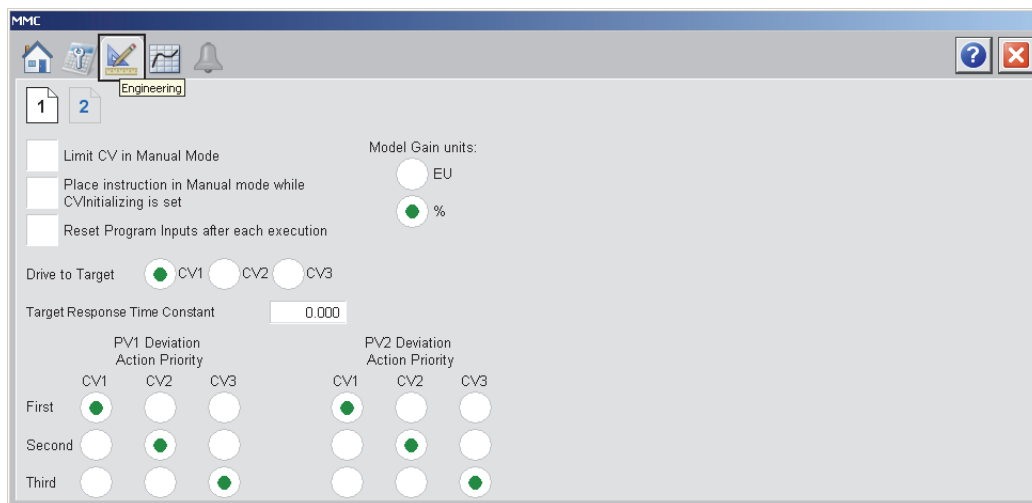 MMC
Engineering
1 2
Limit CV in Manual Mode
Place instruction in Manual mode while
CVInitializing is set
Reset Program Inputs after each execution
Model Gain units:
EU
%
Drive to Target CV1 CV2 CV3
Target Response Time Constant 0.000
PV1 Deviation
Action Priority
CV1 CV2 CV3
PV2 Deviation
Action Priority
CV1 CV2 CV3
First
Second
Third